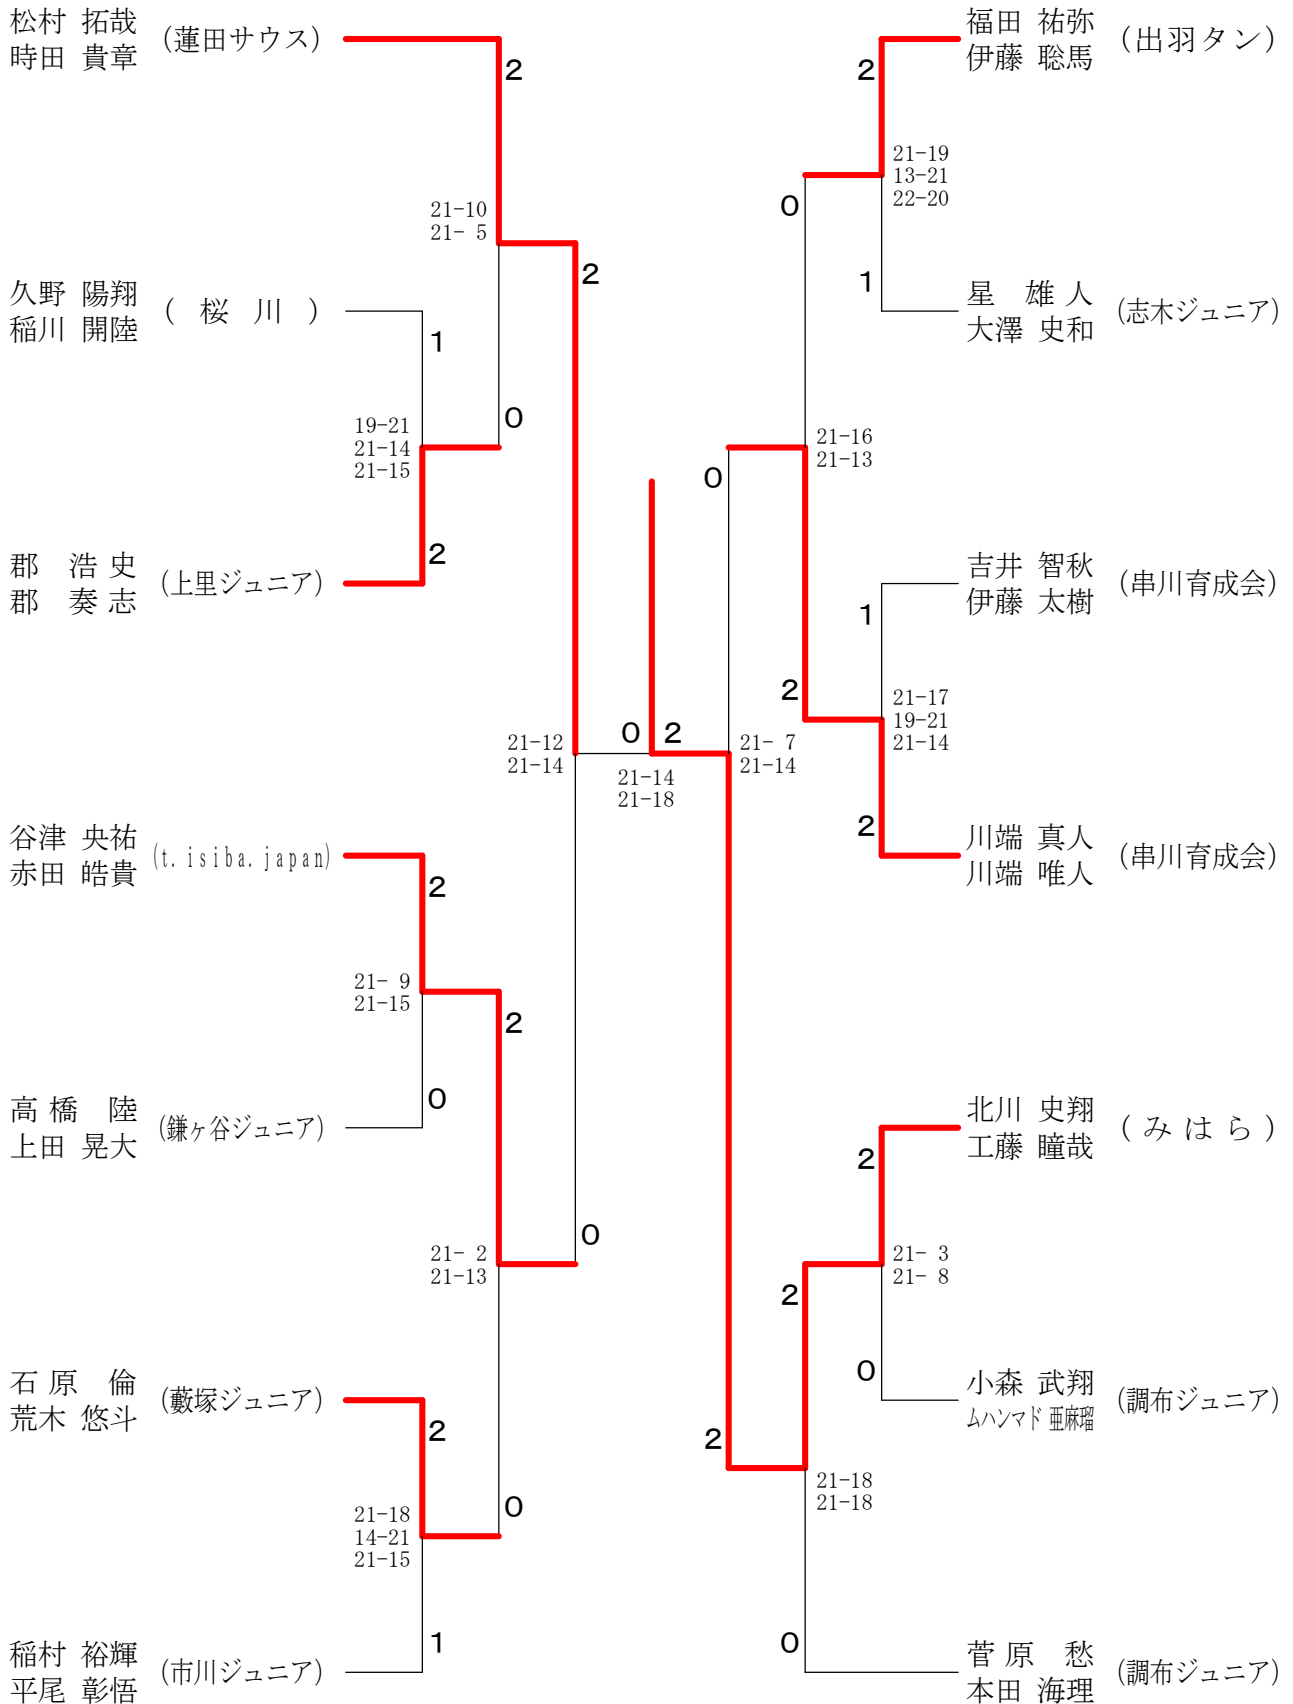 松村 拓哉
時田 貴章
(蓮田サウス)
2
21-10
21- 5
久野 陽翔
稲川 開陸
( 桜 川 )
1
2
0
19-21
21-14
21-15
郡 浩史
郡 奏志
(上里ジュニア)
2
谷津 央祐
赤田 皓貴
(t.isiba.japan)
2
21- 9
21-15
2
高橋 陸
上田 晃大
(鎌ヶ谷ジュニア)
0
21- 2
21-13
0
石原 倫
荒木 悠斗
(藪塚ジュニア)
2
21-18
14-21
21-15
0
稲村 裕輝
平尾 彰悟
(市川ジュニア)
1
21-12
21-14
0 2
21-14
21-18
福田 祐弥
伊藤 聡馬
(出羽タン)
2
21-19
13-21
22-20
0
1
星 雄人
大澤 史和
(志木ジュニア)
21-16
21-13
0
吉井 智秋
伊藤 太樹
(串川育成会)
1
2
21-17
19-21
21-14
21- 7
21-14
2
川端 真人
川端 唯人
(串川育成会)
北川 史翔
工藤 瞳哉
(みはら)
2
21- 3
21- 8
2
0
小森 武翔
ムハンマド 亜麻瑠
(調布ジュニア)
2
21-18
21-18
0
菅原 愁
本田 海理
(調布ジュニア)